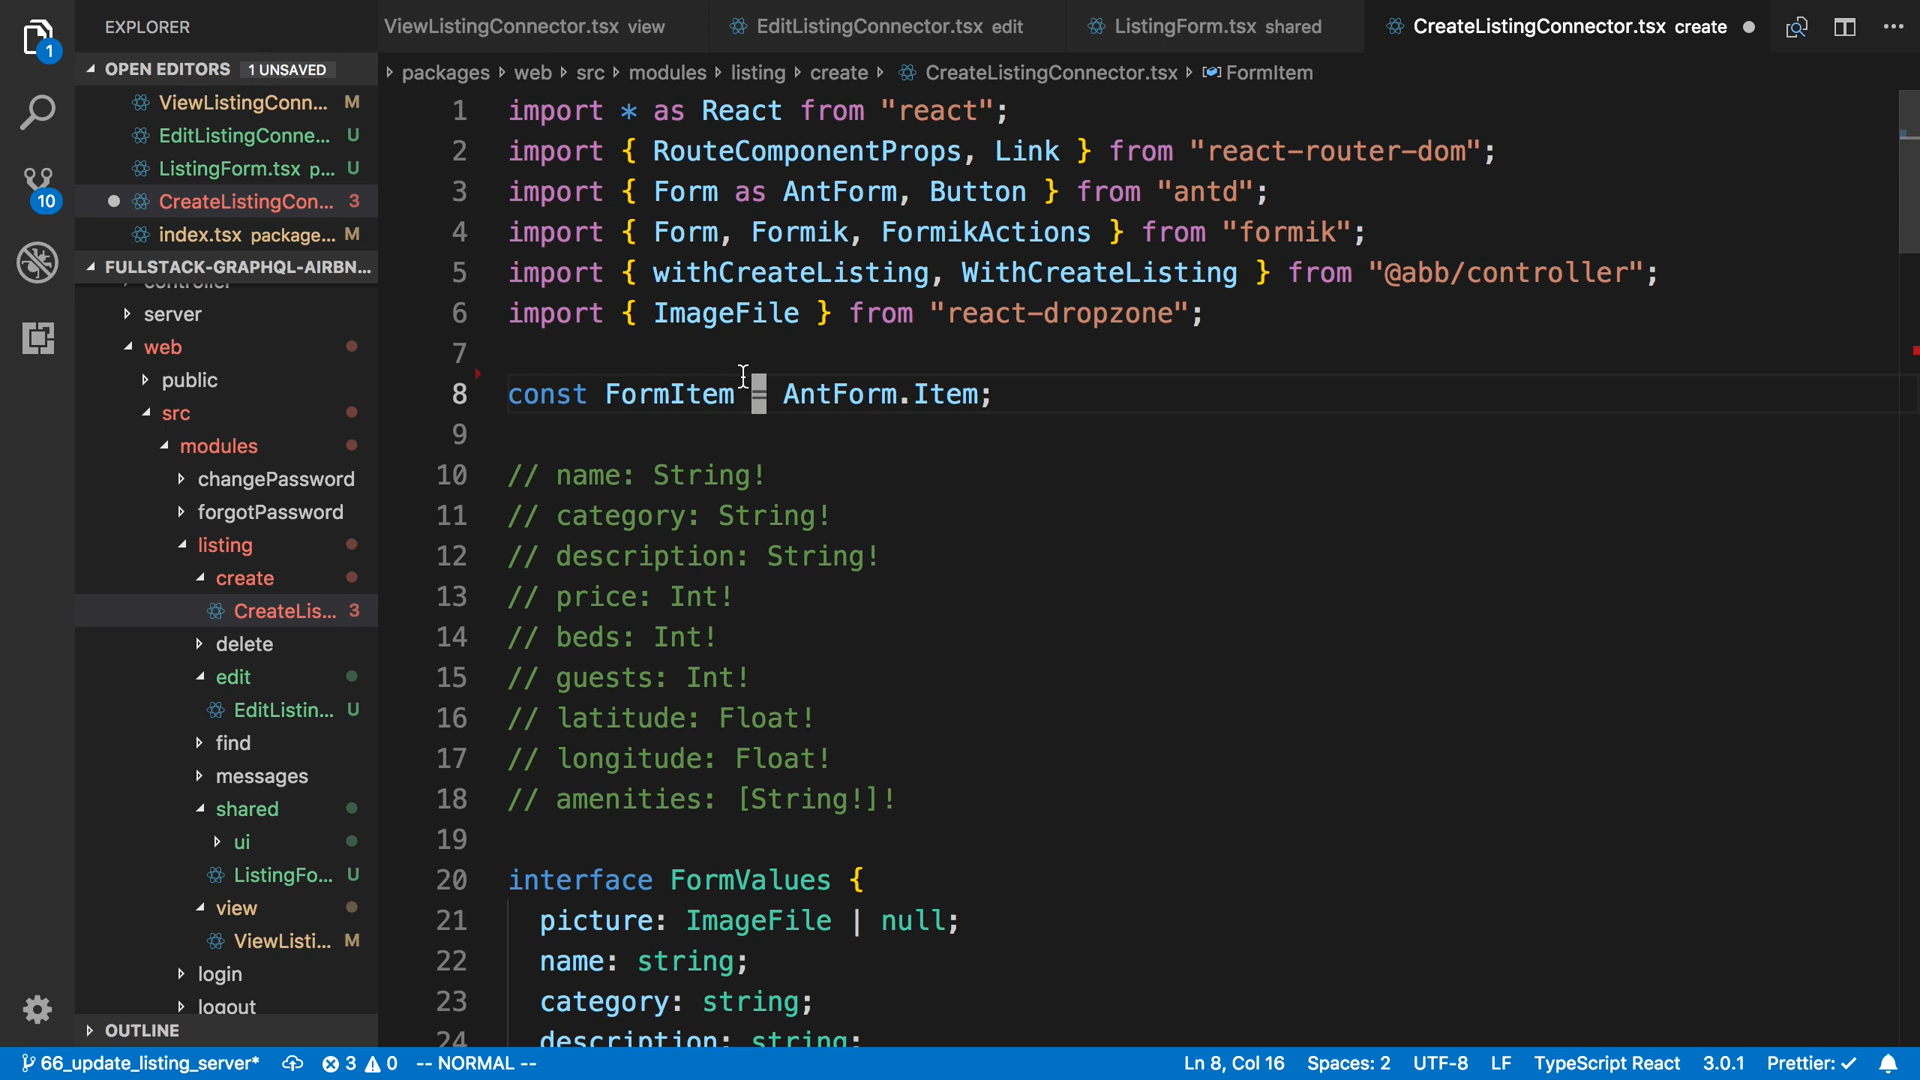 1
10
EXPLORER
OPEN EDITORS 1 UNSAVED
ViewListingConn... M
EditListingConne... U
ListingForm.tsx p... U
CreateListingCon... 3
index.tsx package... M
FULLSTACK-GRAPHQL-AIRBN...
controller
server
web
public
src
modules
changePassword
forgotPassword
listing
create
CreateLis... 3
delete
edit
EditListin... U
find
messages
shared
ui
ListingFo... U
view
ViewListi... M
login
logout
OUTLINE
ViewListingConnector.tsx view
EditListingConnector.tsx edit
ListingForm.tsx shared
CreateListingConnector.tsx create
packages web src modules listing create CreateListingConnector.tsx FormItem
1 import * as React from "react";
2 import { RouteComponentProps, Link } from "react-router-dom";
3 import { Form as AntForm, Button } from "antd";
4 import { Form, Formik, FormikActions } from "formik";
5 import { withCreateListing, WithCreateListing } from "@abb/controller";
6 import { ImageFile } from "react-dropzone";
7
8 const FormItem = AntForm.Item;
9
10 // name: String!
11 // category: String!
12 // description: String!
13 // price: Int!
14 // beds: Int!
15 // guests: Int!
16 // latitude: Float!
17 // longitude: Float!
18 // amenities: [String!]!
19
20 interface FormValues {
21 picture: ImageFile | null;
22 name: string;
23 category: string;
24 description: string;
66_update_listing_server* 3 0 -- NORMAL -- Ln 8, Col 16 Spaces: 2 UTF-8 LF TypeScript React 3.0.1 Prettier: ✓